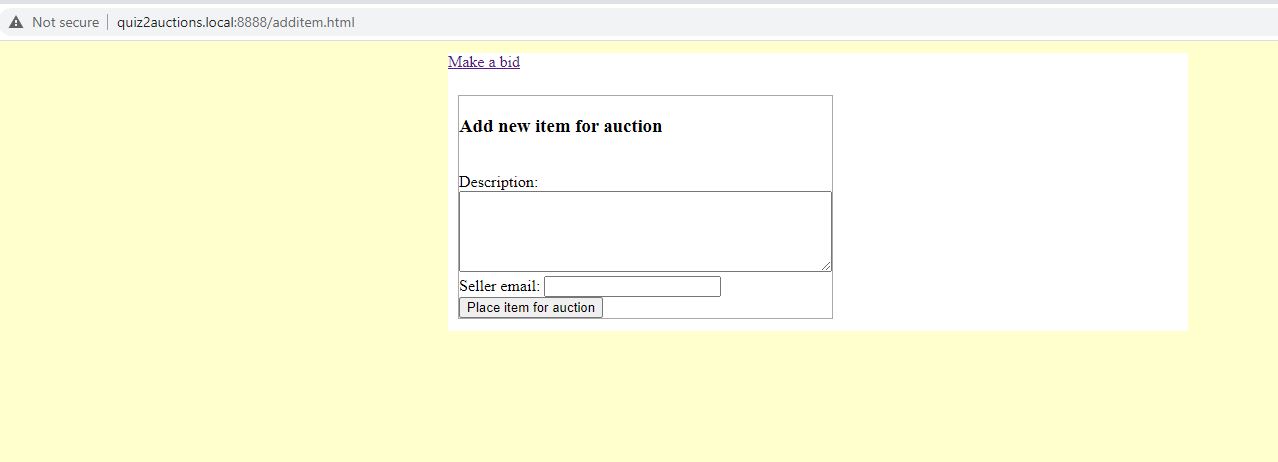 Not secure | quiz2auctions.local:8888/additem.html
Make a bid
Add new item for auction
Description:
Seller email:
Place item for auction